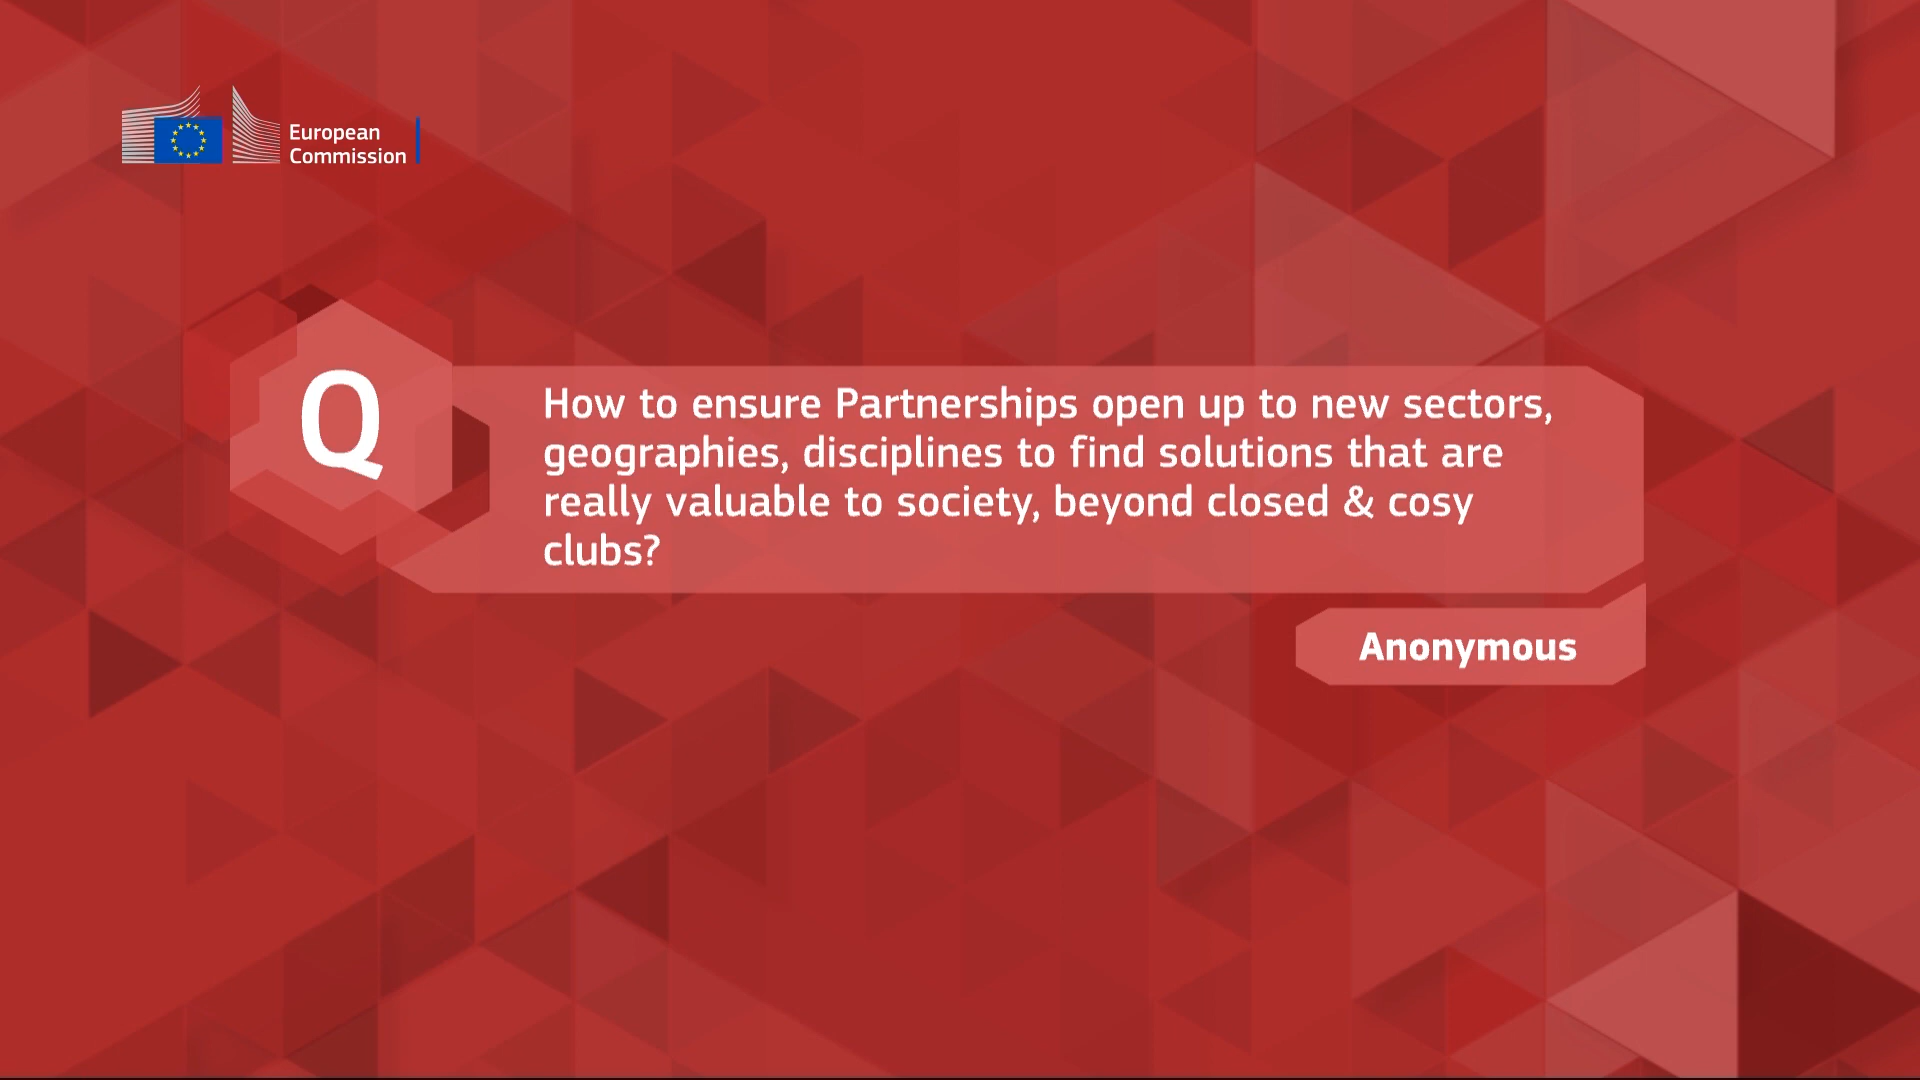 European
Commission
Q
How to ensure Partnerships open up to new sectors,
geographies, disciplines to find solutions that are
really valuable to society, beyond closed & cosy
clubs?
Anonymous